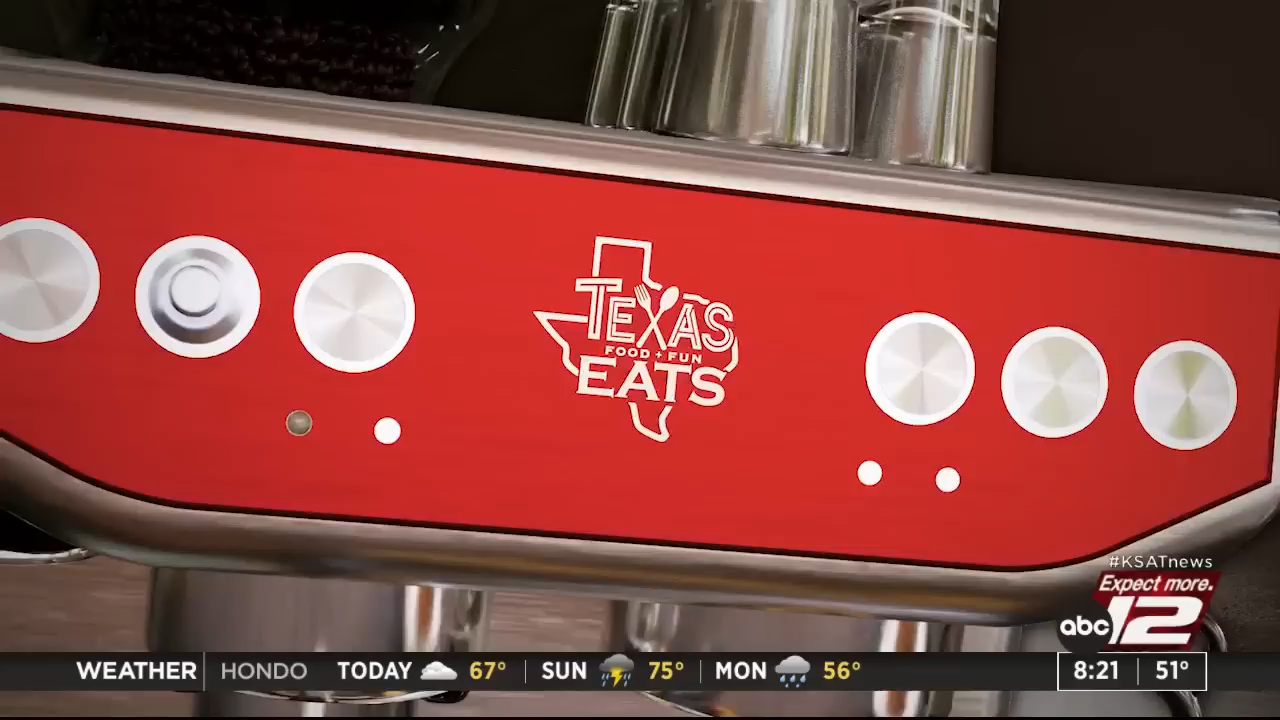 TEXAS
FOOD + FUN
EATS
#KSATnews
Expect more.
abc 12
WEATHER HONDO TODAY 67° SUN 75° MON 56° 8:21 51°